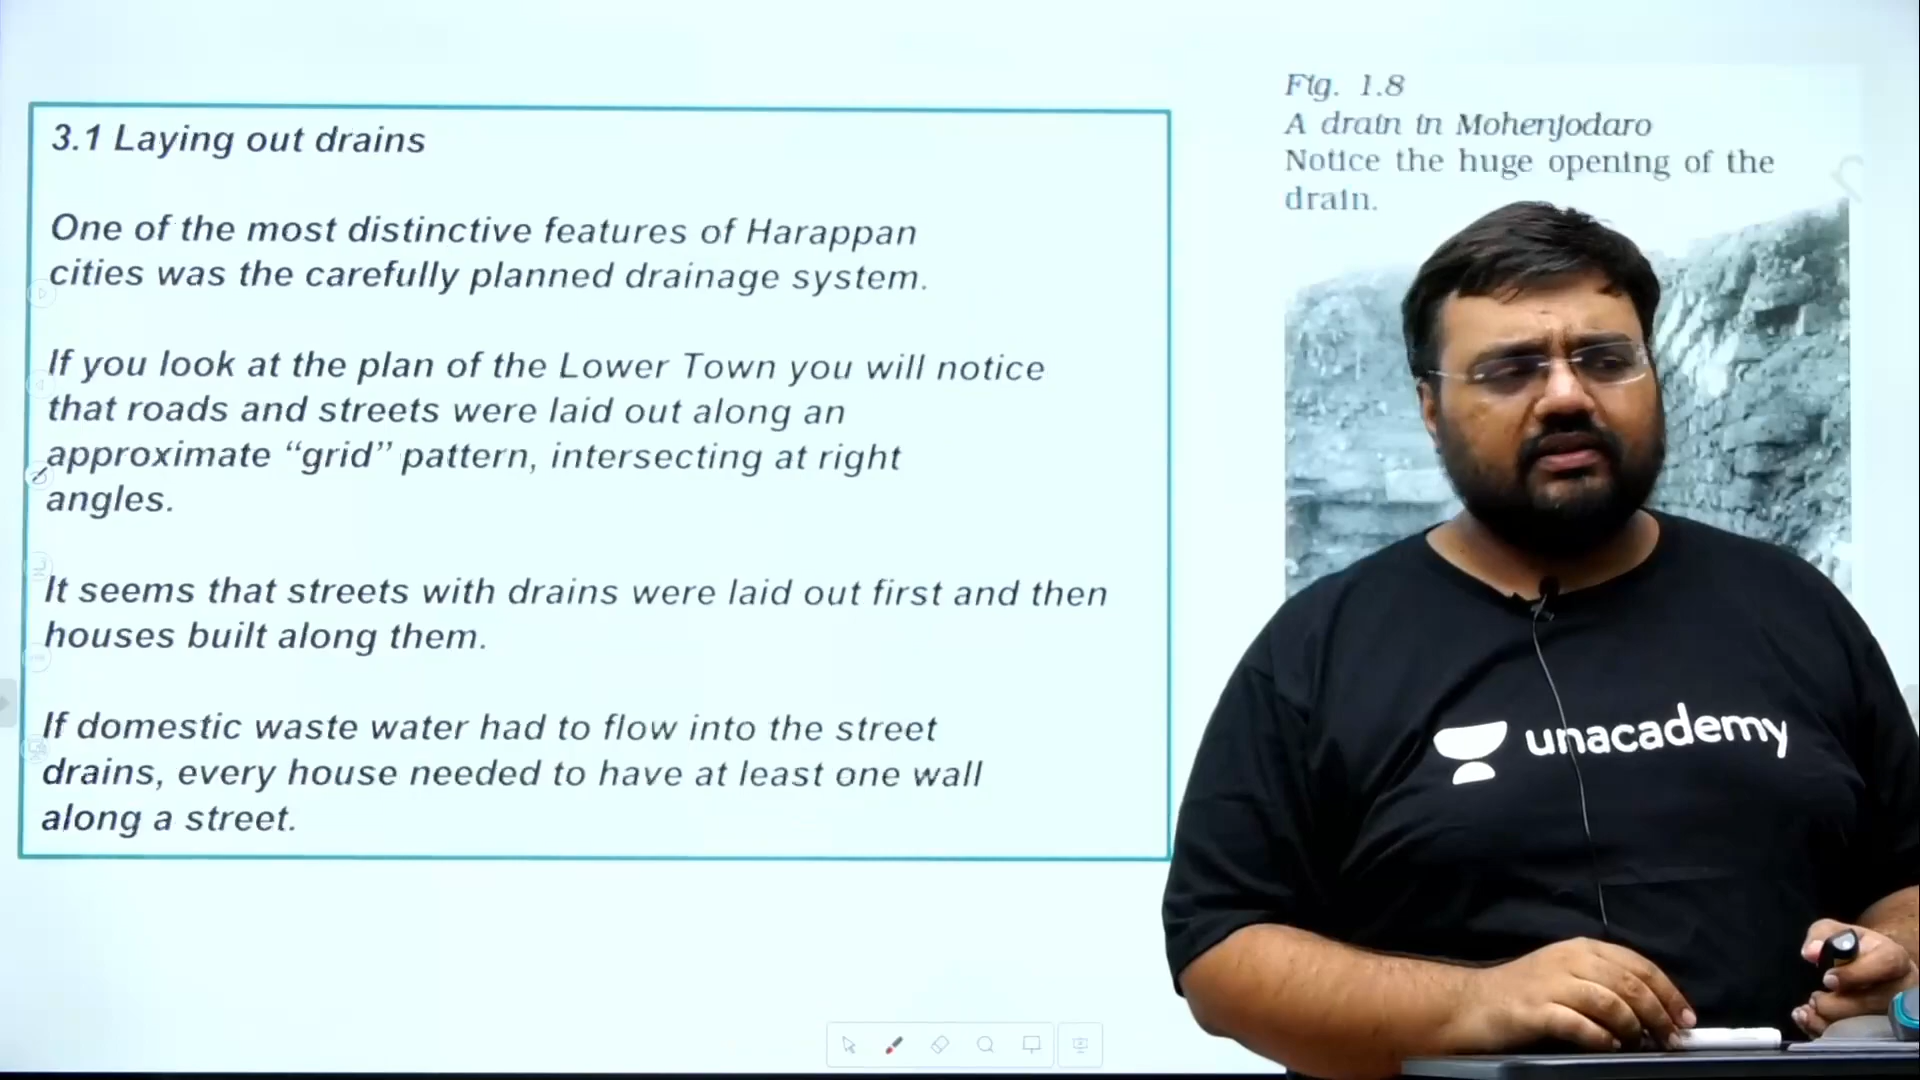 3.1 Laying out drains
One of the most distinctive features of Harappan
cities was the carefully planned drainage system.
If you look at the plan of the Lower Town you will notice
that roads and streets were laid out along an
approximate “grid” pattern, intersecting at right
angles.
It seems that streets with drains were laid out first and then
houses built along them.
If domestic waste water had to flow into the street
drains, every house needed to have at least one wall
along a street.
Fig. 1.8
A drain in Mohenjodaro
Notice the huge opening of the
drain.
unacademy